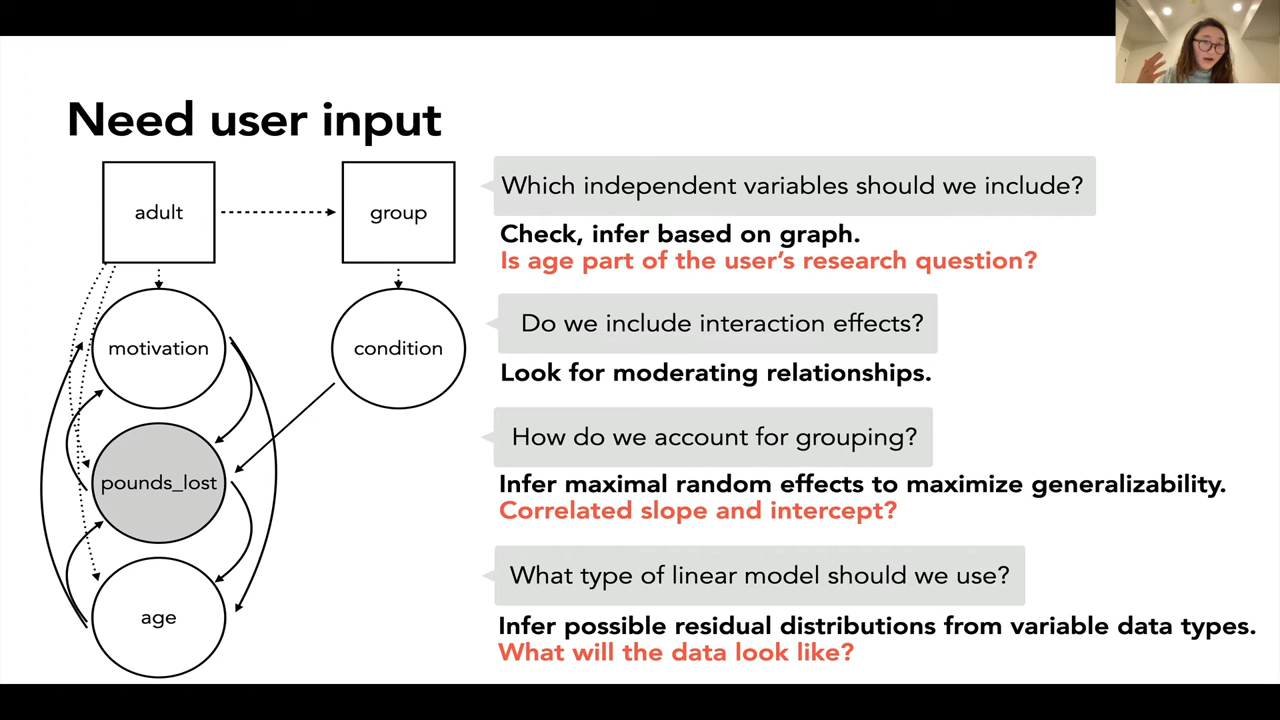 Need user input
adult
group
motivation
condition
pounds_lost
age
Which independent variables should we include?
Check, infer based on graph.
Is age part of the user’s research question?
Do we include interaction effects?
Look for moderating relationships.
How do we account for grouping?
Infer maximal random effects to maximize generalizability.
Correlated slope and intercept?
What type of linear model should we use?
Infer possible residual distributions from variable data types.
What will the data look like?